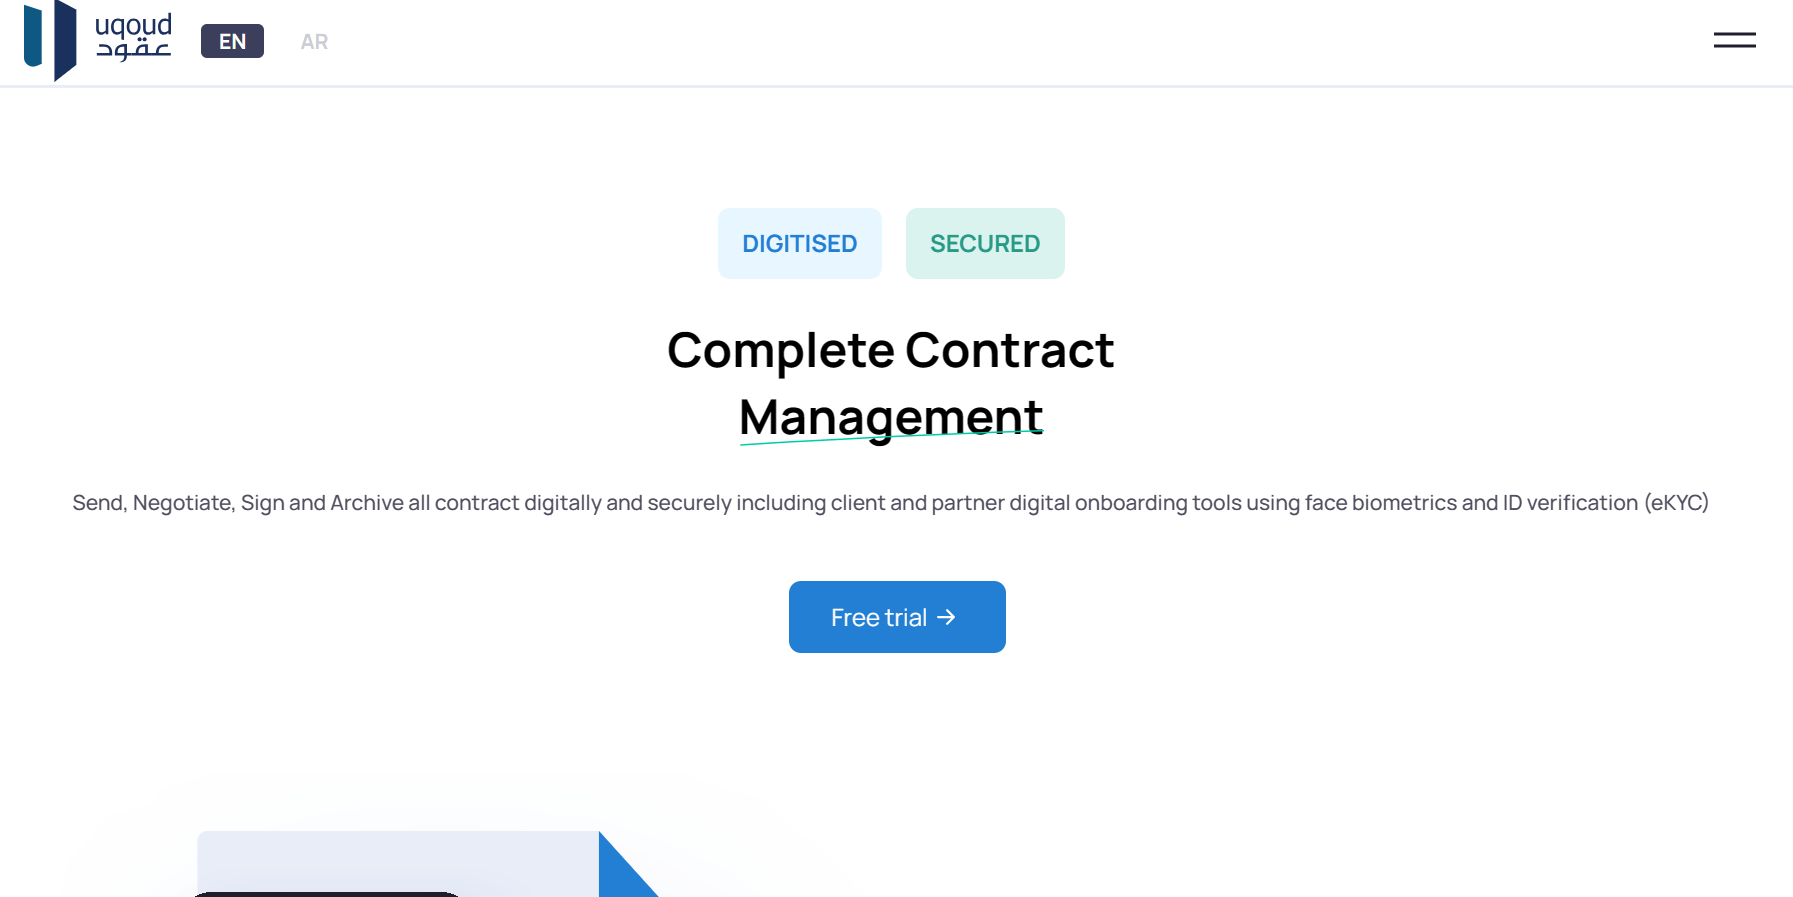 uqoud
عقود
EN
AR
DIGITISED
SECURED
Complete Contract
Management
Send, Negotiate, Sign and Archive all contract digitally and securely including client and partner digital onboarding tools using face biometrics and ID verification (eKYC)
Free trial →